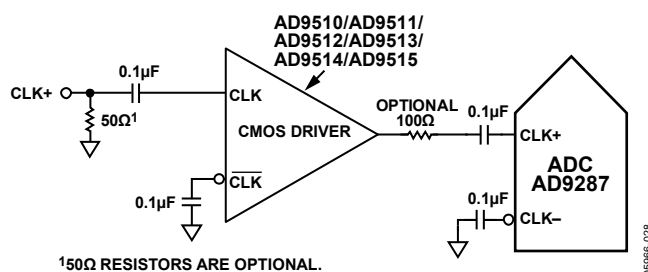 AD9510/AD9511/
AD9512/AD9513/
AD9514/AD9515
CLK+
0.1µF
50Ω1
CLK
CMOS DRIVER
CLK
0.1µF
OPTIONAL
100Ω
0.1µF
CLK+
ADC
AD9287
0.1µF
CLK–
150Ω RESISTORS ARE OPTIONAL.